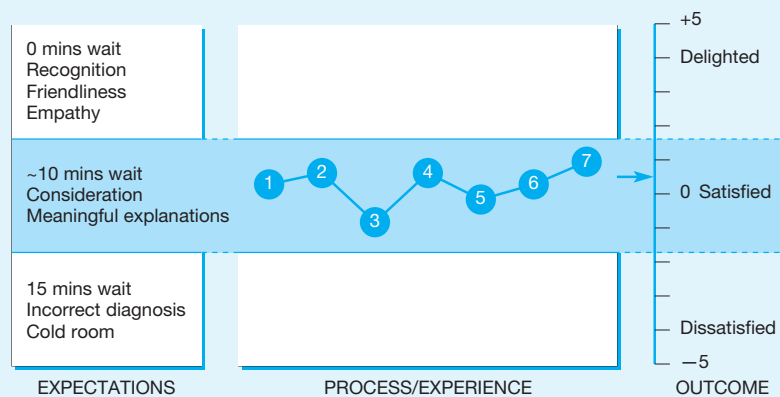 0 mins wait
Recognition
Friendliness
Empathy
~10 mins wait
Consideration
Meaningful explanations
15 mins wait
Incorrect diagnosis
Cold room
1
2
3
4
5
6
7
+5
Delighted
0 Satisfied
Dissatisfied
−5
EXPECTATIONS
PROCESS/EXPERIENCE
OUTCOME